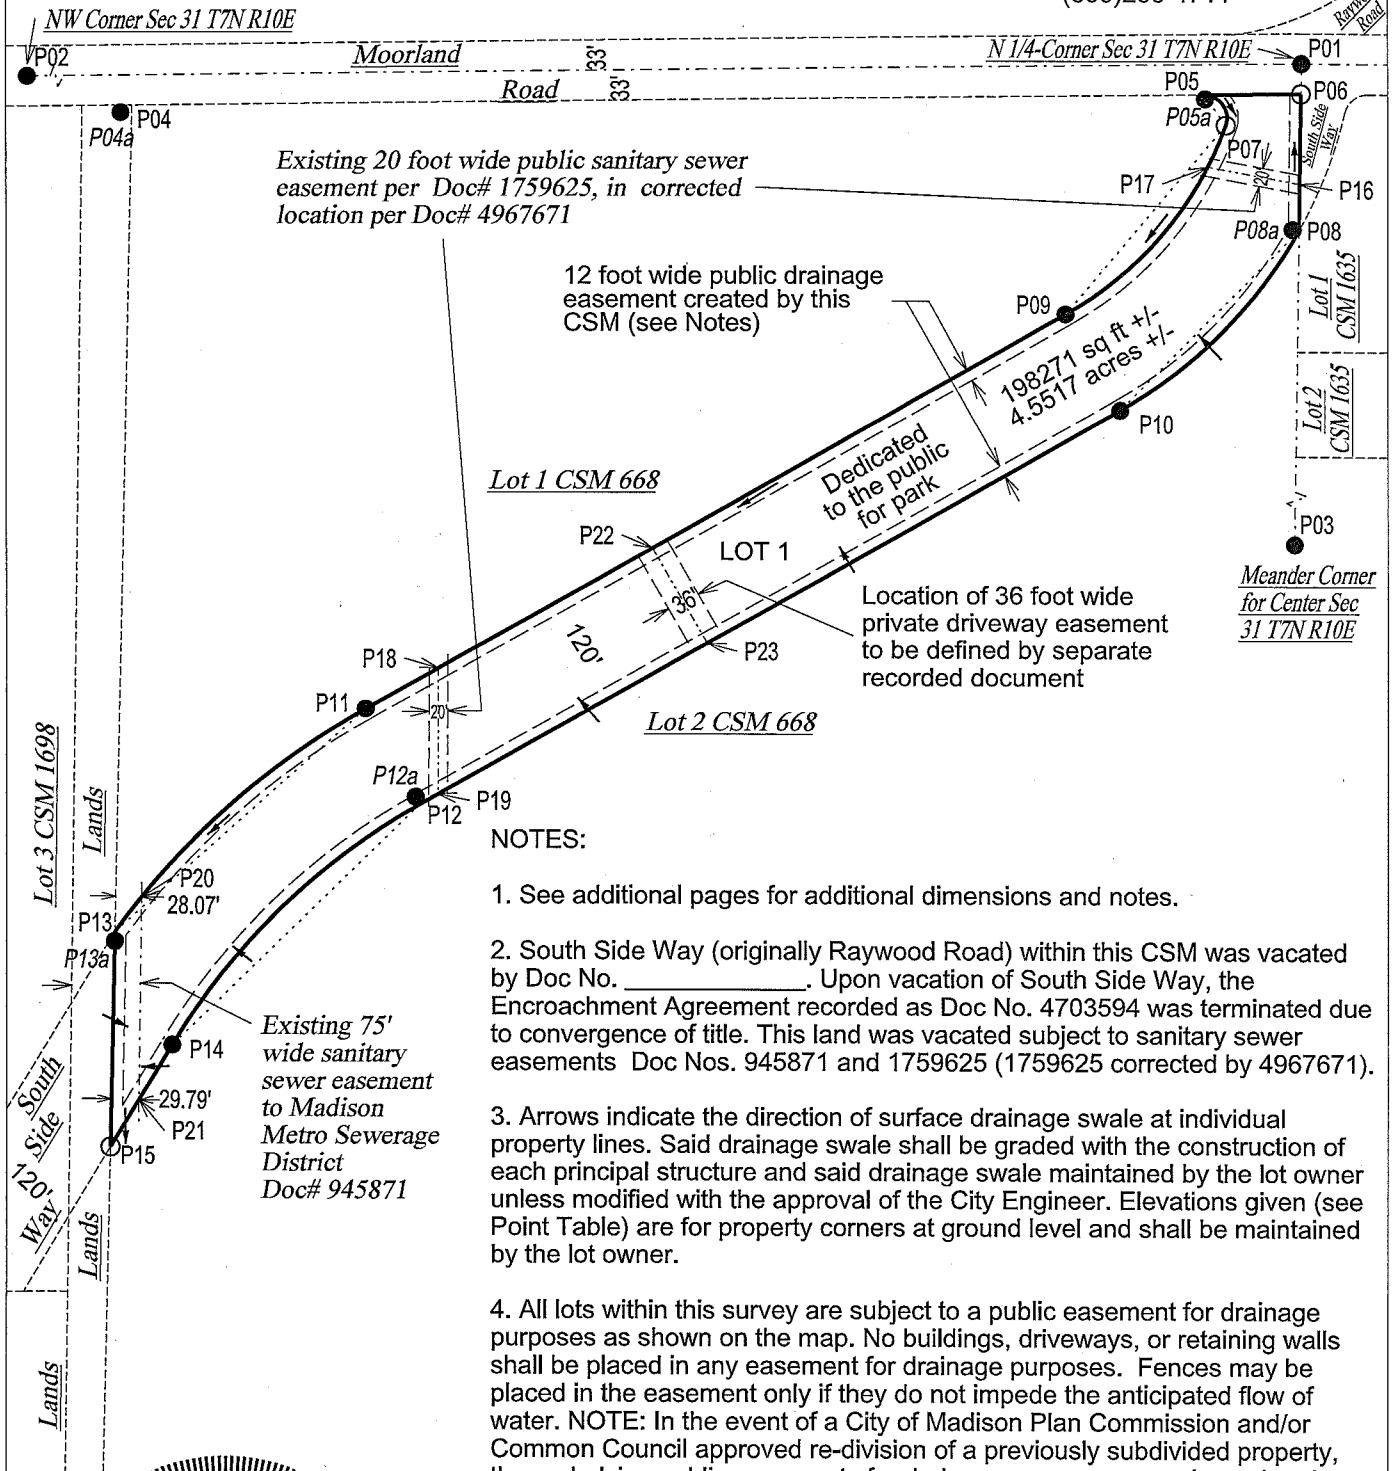 NW Corner Sec 31 T7N R10E
Raywood
Road
P02
Moorland
33'
N 1/4-Corner Sec 31 T7N R10E
P01
Road
33'
P05
P06
P04
P04a
P05a
South Side
Way
Existing 20 foot wide public sanitary sewer
easement per Doc# 1759625, in corrected
location per Doc# 4967671
P07
P17
20'
P16
P08a
P08
12 foot wide public drainage
easement created by this
CSM (see Notes)
P09
Lot 1
CSM 1635
198271 sq ft +/-
4.5517 acres +/-
Lot 2
CSM 1635
P10
Dedicated
to the public
for park
Lot 1 CSM 668
P22
LOT 1
P03
Meander Corner
for Center Sec
31 T7N R10E
36'
Location of 36 foot wide
private driveway easement
to be defined by separate
recorded document
120'
P23
P18
P11
20'
Lot 2 CSM 668
Lot 3 CSM 1698
Lands
P12a
P12
P19
P20
28.07'
P13
P13a
P14
Existing 75'
wide sanitary
sewer easement
to Madison
Metro Sewerage
District
Doc# 945871
29.79'
P21
P15
South
Side
Way
120'
Lands
Lands
NOTES:
1. See additional pages for additional dimensions and notes.
2. South Side Way (originally Raywood Road) within this CSM was vacated
by Doc No. ____________. Upon vacation of South Side Way, the
Encroachment Agreement recorded as Doc No. 4703594 was terminated due
to convergence of title. This land was vacated subject to sanitary sewer
easements Doc Nos. 945871 and 1759625 (1759625 corrected by 4967671).
3. Arrows indicate the direction of surface drainage swale at individual
property lines. Said drainage swale shall be graded with the construction of
each principal structure and said drainage swale maintained by the lot owner
unless modified with the approval of the City Engineer. Elevations given (see
Point Table) are for property corners at ground level and shall be maintained
by the lot owner.
4. All lots within this survey are subject to a public easement for drainage
purposes as shown on the map. No buildings, driveways, or retaining walls
shall be placed in any easement for drainage purposes. Fences may be
placed in the easement only if they do not impede the anticipated flow of
water. NOTE: In the event of a City of Madison Plan Commission and/or
Common Council approved re-division of a previously subdivided property,